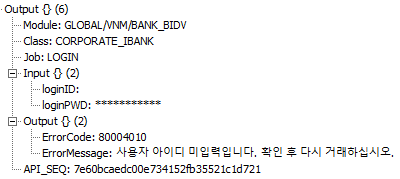 Output {} (6)
Module: GLOBAL/VNM/BANK_BIDV
Class: CORPORATE_IBANK
Job: LOGIN
Input {} (2)
loginID:
loginPWD: ***********
Output {} (2)
ErrorCode: 80004010
ErrorMessage: 사용자 아이디 미입력입니다. 확인 후 다시 거래하십시오.
API_SEQ: 7e60bcaedc00e734152fb35521c1d721